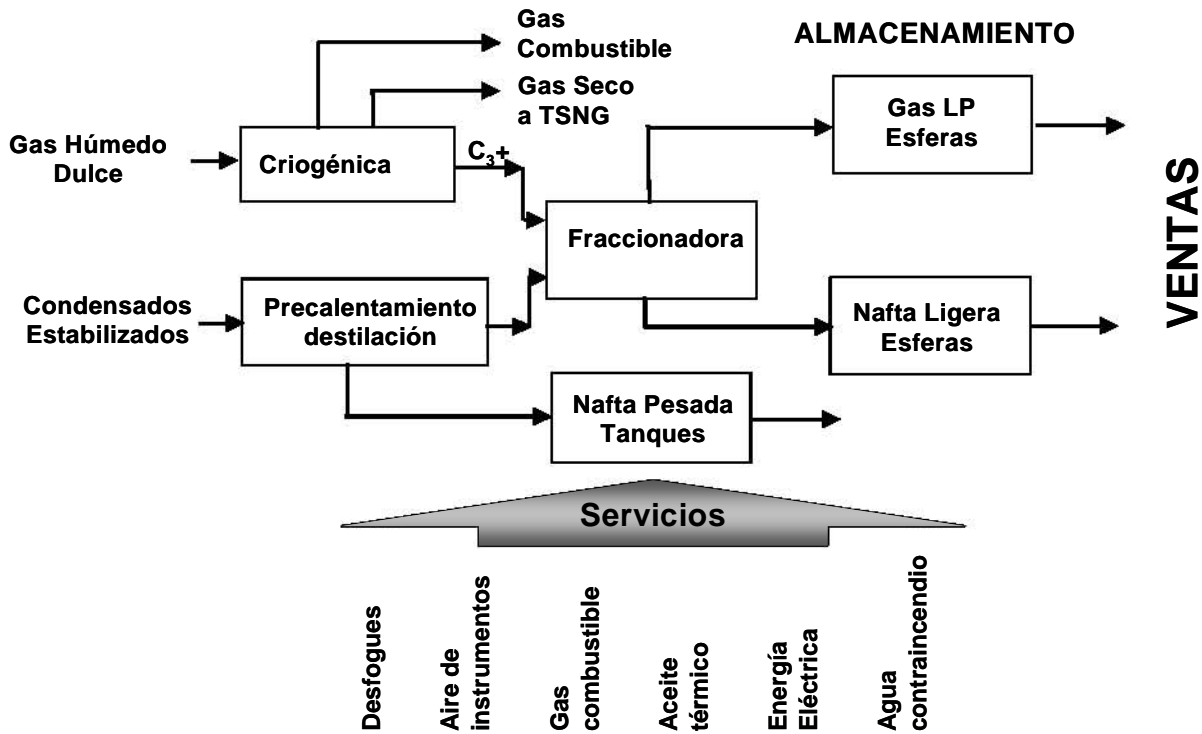 Gas
Combustible
Gas Seco
a TSNG
ALMACENAMIENTO
Gas Húmedo
Dulce
Criogénica
C₃+
Gas LP
Esferas
Fraccionadora
VENTAS
Condensados
Estabilizados
Precalentamiento
destilación
Nafta Ligera
Esferas
Nafta Pesada
Tanques
Servicios
Desfogues
Aire de
instrumentos
Gas
combustible
Aceite
térmico
Energía
Eléctrica
Agua
contraincendio